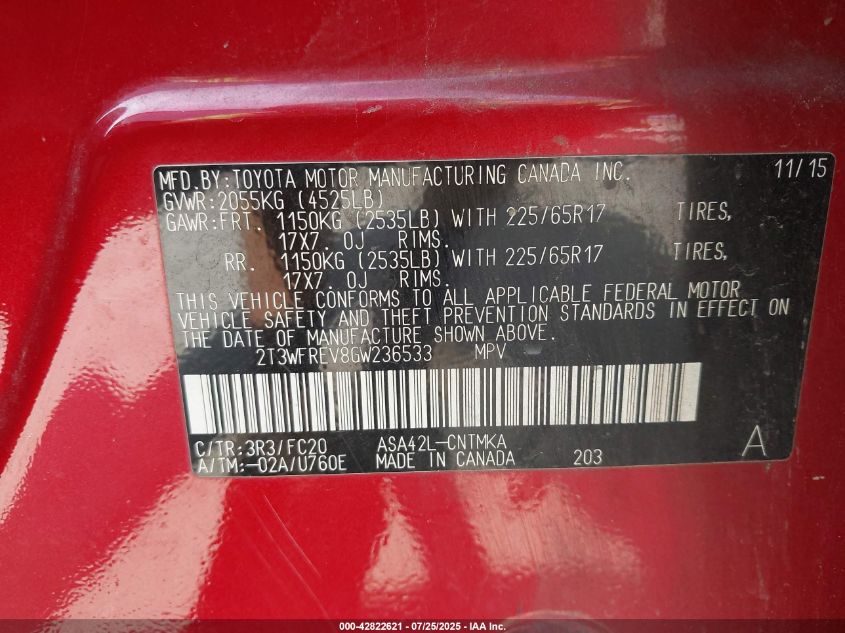 MFD.BY:TOYOTA MOTOR MANUFACTURING CANADA INC. 11/15
GVWR:2055KG (4525LB)
GAWR:FRT. 1150KG (2535LB) WITH 225/65R17 TIRES,
17X7.0J RIMS.
RR. 1150KG (2535LB) WITH 225/65R17 TIRES,
17X7.0J RIMS.
THIS VEHICLE CONFORMS TO ALL APPLICABLE FEDERAL MOTOR
VEHICLE SAFETY AND THEFT PREVENTION STANDARDS IN EFFECT ON
THE DATE OF MANUFACTURE SHOWN ABOVE.
2T3WFREV8GW236533 MPV
C/TR:3R3/FC20 ASA42L-CNTMKA A
A/TM:-02A/U760E MADE IN CANADA 203
000-42822621 - 07/25/2025 - IAA Inc.